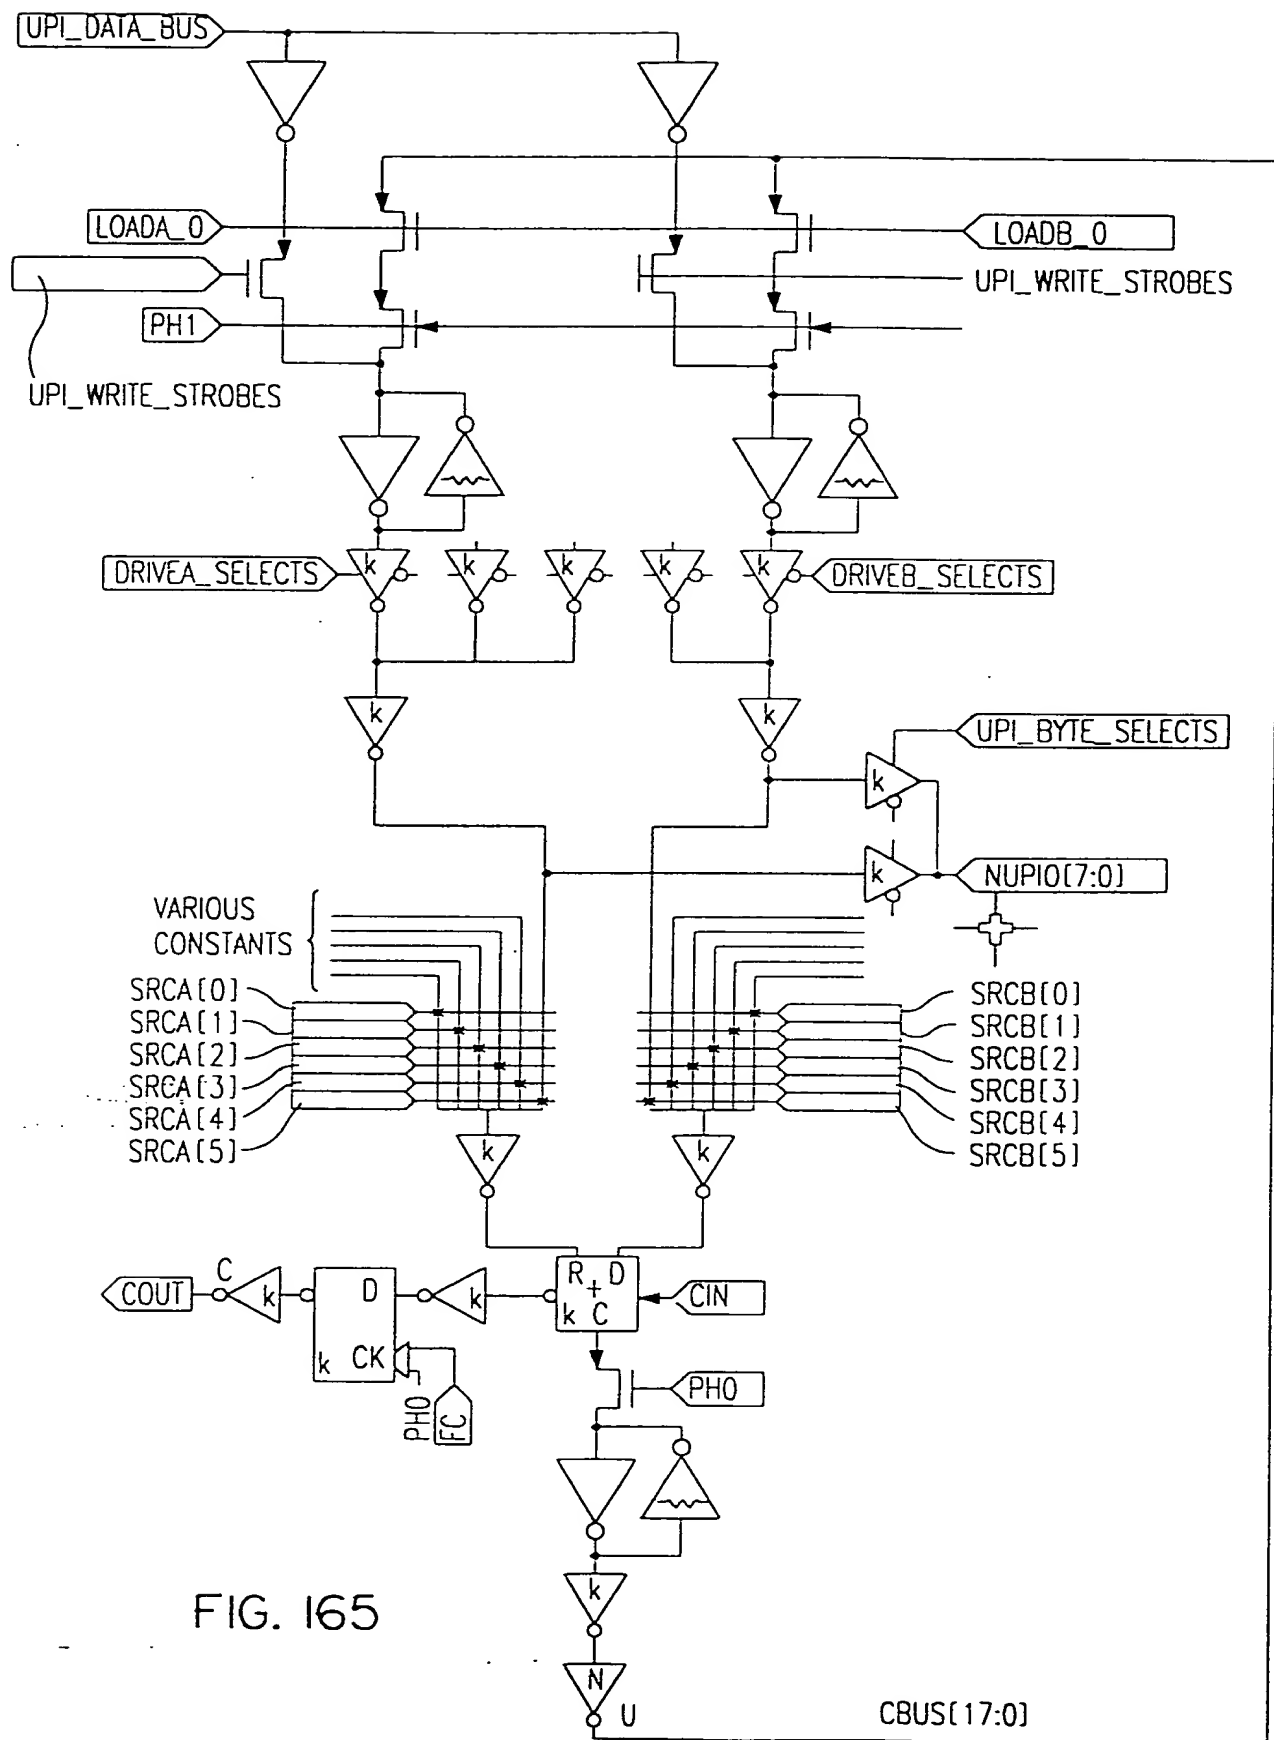 UPI_DATA_BUS
LOADA_0
LOADB_0
UPI_WRITE_STROBES
PH1
UPI_WRITE_STROBES
DRIVEA_SELECTS
k
k
k
k
k
DRIVEB_SELECTS
k
k
UPI_BYTE_SELECTS
k
k
NUPIO[7:0]
VARIOUS
CONSTANTS
SRCA[0]
SRCA[1]
SRCA[2]
SRCA[3]
SRCA[4]
SRCA[5]
SRCB[0]
SRCB[1]
SRCB[2]
SRCB[3]
SRCB[4]
SRCB[5]
k
k
COUT
C
k
D
k
CK
k
R + D
k C
CIN
PH0
FC
PH0
k
N
U
CBUS[17:0]
FIG. 165